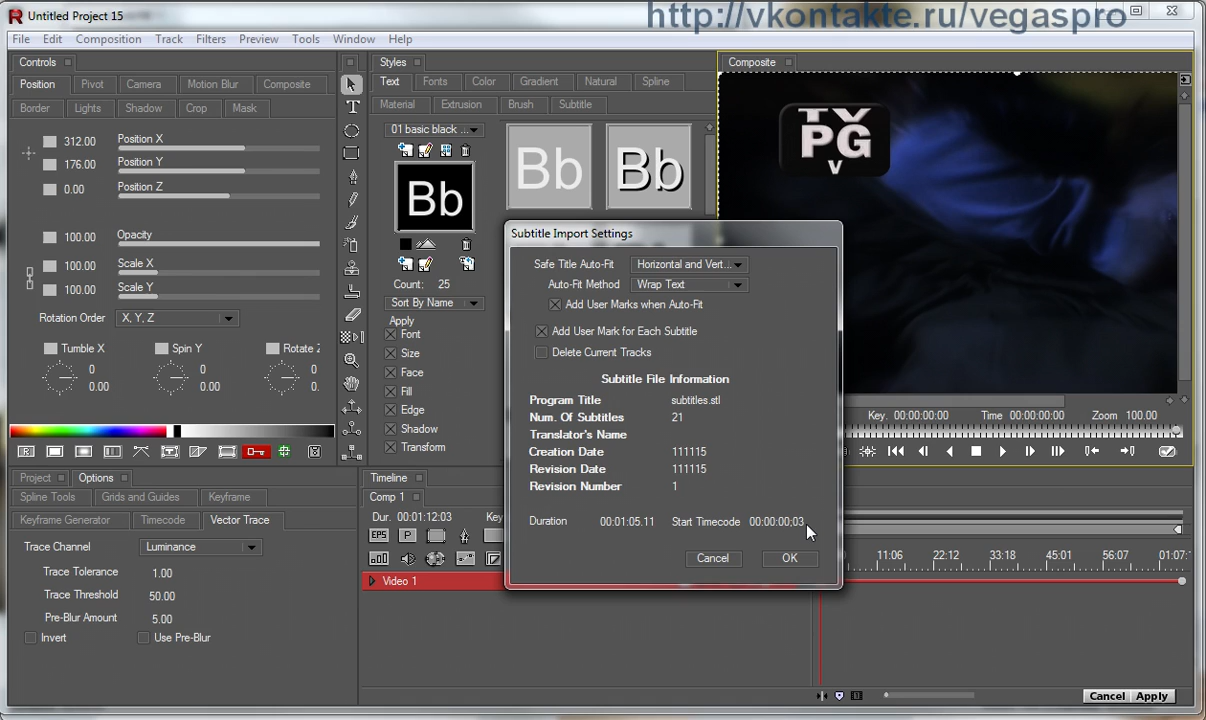 Untitled Project 15
http://vkontakte.ru/vegaspro
File Edit Composition Track Filters Preview Tools Window Help
Controls
Position Pivot Camera Motion Blur Composite
Border Lights Shadow Crop Mask
312.00 Position X
176.00 Position Y
0.00 Position Z
100.00 Opacity
100.00 Scale X
100.00 Scale Y
Rotation Order X, Y, Z
Tumble X Spin Y Rotate Z
0 0 0
0.00 0.00 0.00
Styles
Text Fonts Color Gradient Natural Spline
Material Extrusion Brush Subtitle
01 basic black ...
Bb
Bb
Bb
Count: 25
Sort By Name
Apply
Font
Size
Face
Fill
Edge
Shadow
Transform
Composite
TV
PG
V
Key. 00:00:00:00 Time 00:00:00:00 Zoom 100.00
Subtitle Import Settings
Safe Title Auto-Fit Horizontal and Vert...
Auto-Fit Method Wrap Text
Add User Marks when Auto-Fit
Add User Mark for Each Subtitle
Delete Current Tracks
Subtitle File Information
Program Title subtitles.stl
Num. Of Subtitles 21
Translator's Name
Creation Date 111115
Revision Date 111115
Revision Number 1
Duration 00:01:05.11 Start Timecode 00:00:00;03
Cancel OK
Project Options
Spline Tools Grids and Guides Keyframe
Keyframe Generator Timecode Vector Trace
Trace Channel Luminance
Trace Tolerance 1.00
Trace Threshold 50.00
Pre-Blur Amount 5.00
Invert Use Pre-Blur
Timeline
Comp 1
Dur. 00:01:12:03 Key
EPS P
Video 1
11:06 22:12 33:18 45:01 56:07 01:07:
Cancel Apply